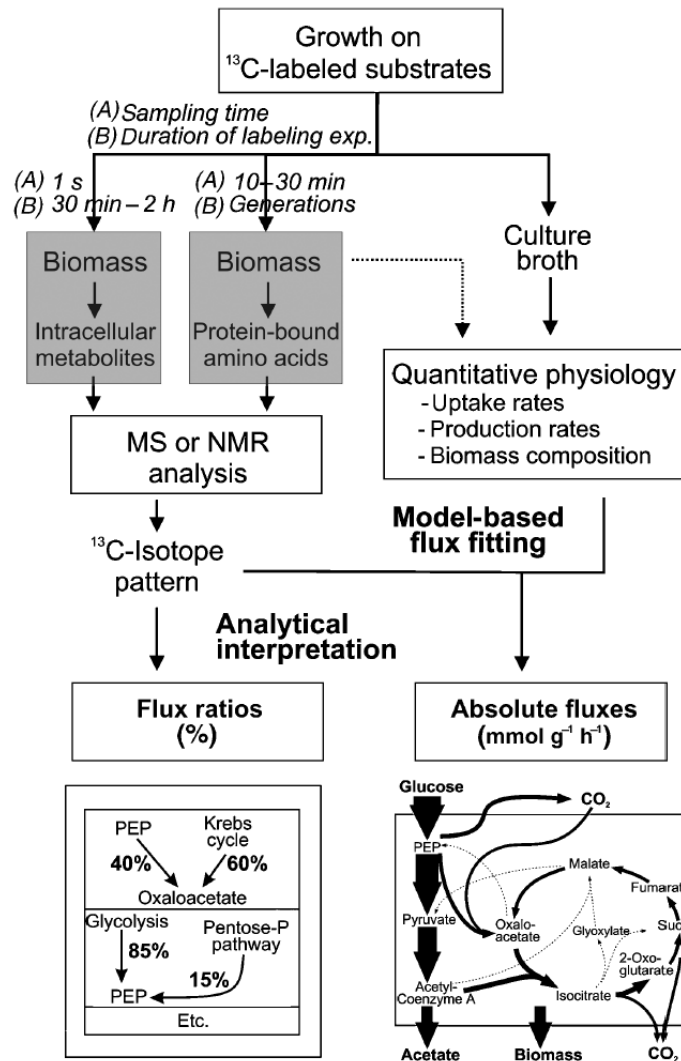 Growth on
¹³C-labeled substrates
(A) Sampling time
(B) Duration of labeling exp.
(A) 1 s
(B) 30 min – 2 h
(A) 10–30 min
(B) Generations
Biomass
Intracellular
metabolites
Biomass
Protein-bound
amino acids
Culture
broth
Quantitative physiology
- Uptake rates
- Production rates
- Biomass composition
MS or NMR
analysis
¹³C-Isotope
pattern
Model-based
flux fitting
Analytical
interpretation
Flux ratios
(%)
Absolute fluxes
(mmol g⁻¹ h⁻¹)
PEP
Krebs
cycle
40%
60%
Oxaloacetate
Glycolysis
Pentose-P
pathway
85%
15%
PEP
Etc.
Glucose
CO₂
PEP
Malate
Fumarat
Pyruvate
Oxalo-
acetate
Glyoxylate
Suc
2-Oxo-
glutarate
Acetyl-
Coenzyme A
Isocitrate
Acetate
Biomass
CO₂